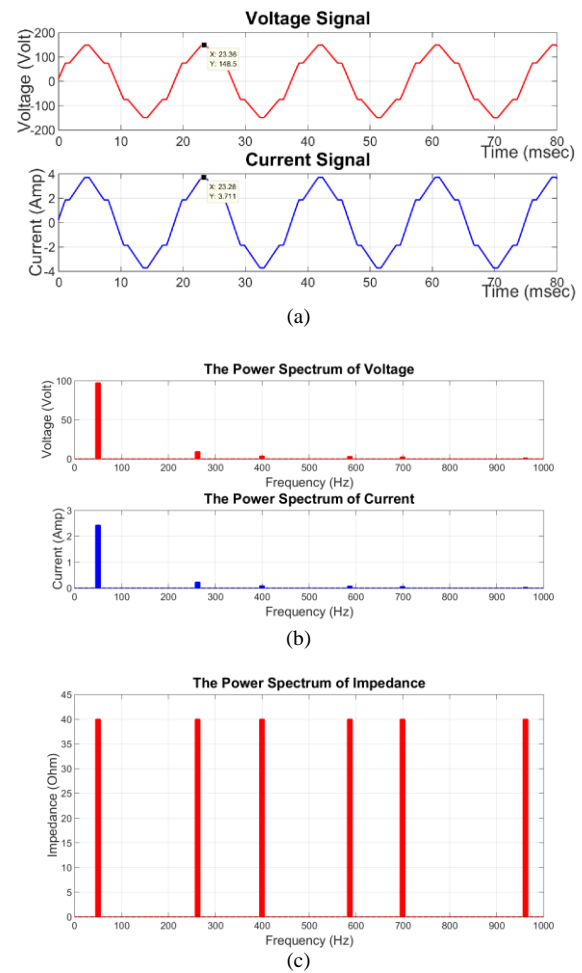 Voltage Signal
Voltage (Volt)
200
100
0
-100
-200
X: 23.36
Y: 148.5
0 10 20 30 40 50 60 70 80
Time (msec)
Current Signal
Current (Amp)
4
2
0
-2
-4
X: 23.28
Y: 3.711
0 10 20 30 40 50 60 70 80
Time (msec)
(a)
The Power Spectrum of Voltage
Voltage (Volt)
100
50
0
0 100 200 300 400 500 600 700 800 900 1000
Frequency (Hz)
The Power Spectrum of Current
Current (Amp)
3
2
1
0
0 100 200 300 400 500 600 700 800 900 1000
Frequency (Hz)
(b)
The Power Spectrum of Impedance
Impedance (Ohm)
45
40
35
30
25
20
15
10
5
0
0 100 200 300 400 500 600 700 800 900 1000
Frequency (Hz)
(c)